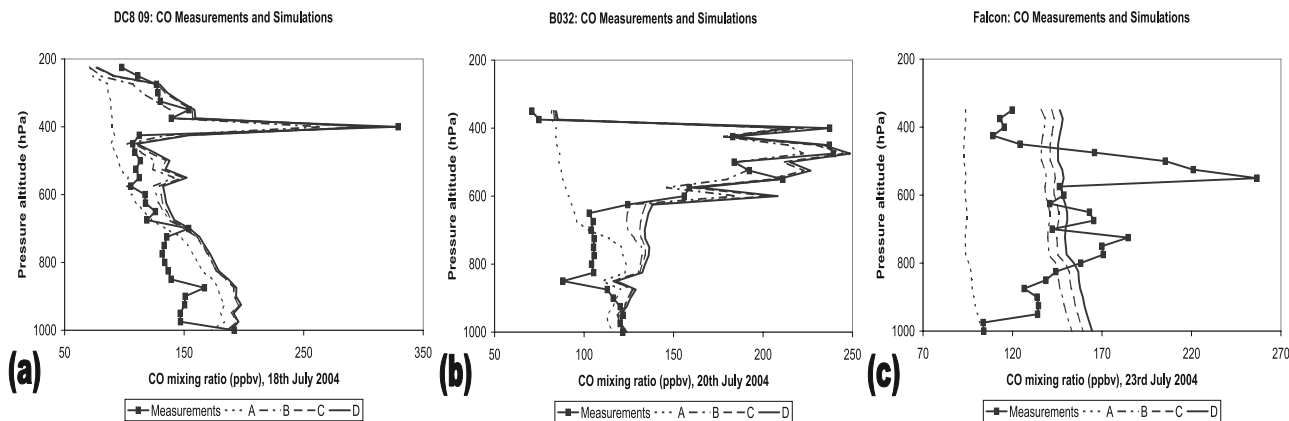 DC8 09: CO Measurements and Simulations
Pressure altitude (hPa)
200
400
600
800
1000
50
150
250
350
(a)
CO mixing ratio (ppbv), 18th July 2004
Measurements A B C D
B032: CO Measurements and Simulations
Pressure altitude (hPa)
200
400
600
800
1000
50
100
150
200
250
(b)
CO mixing ratio (ppbv), 20th July 2004
Measurements A B C D
Falcon: CO Measurements and Simulations
Pressure altitude (hPa)
200
400
600
800
1000
70
120
170
220
270
(c)
CO mixing ratio (ppbv), 23rd July 2004
Measurements A B C D